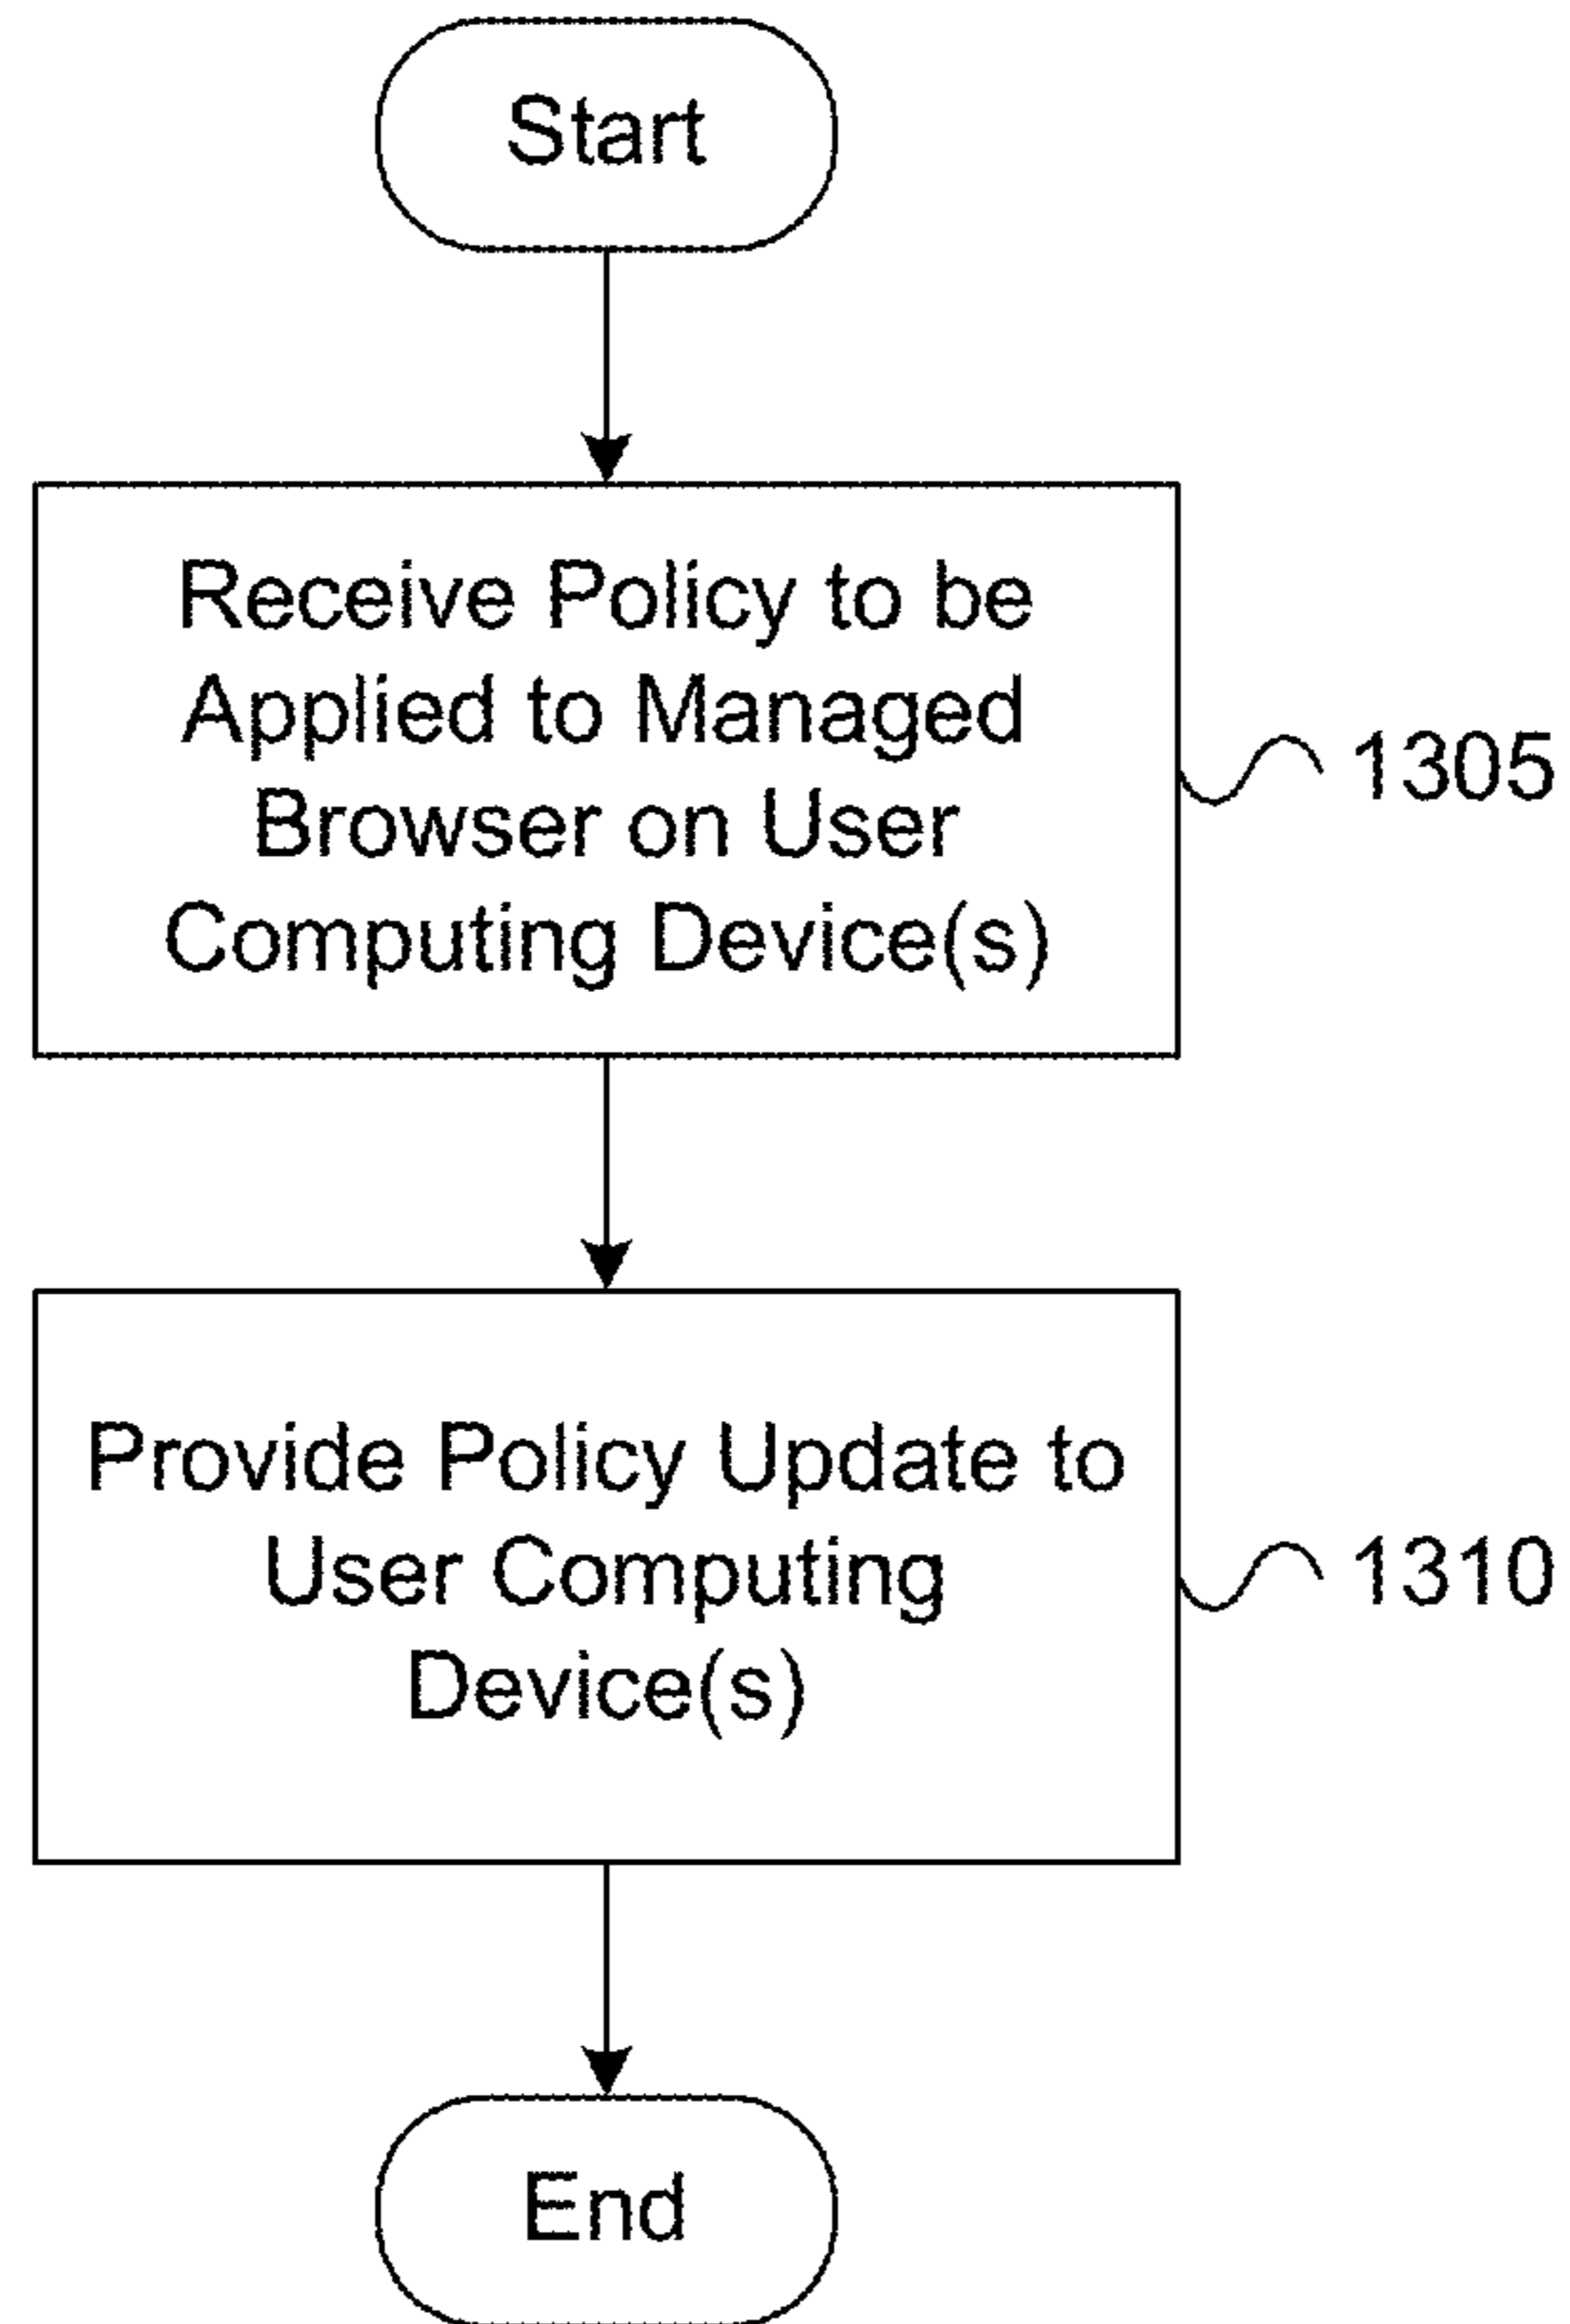 Start
Receive Policy to be
Applied to Managed
Browser on User
Computing Device(s)
1305
Provide Policy Update to
User Computing
Device(s)
1310
End